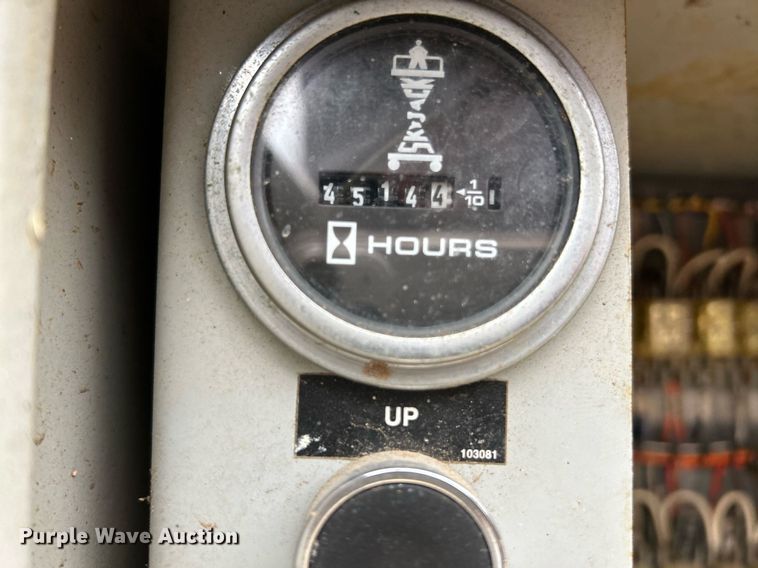 SKYJACK
45144 1/10
HOURS
UP
103081
Purple Wave Auction